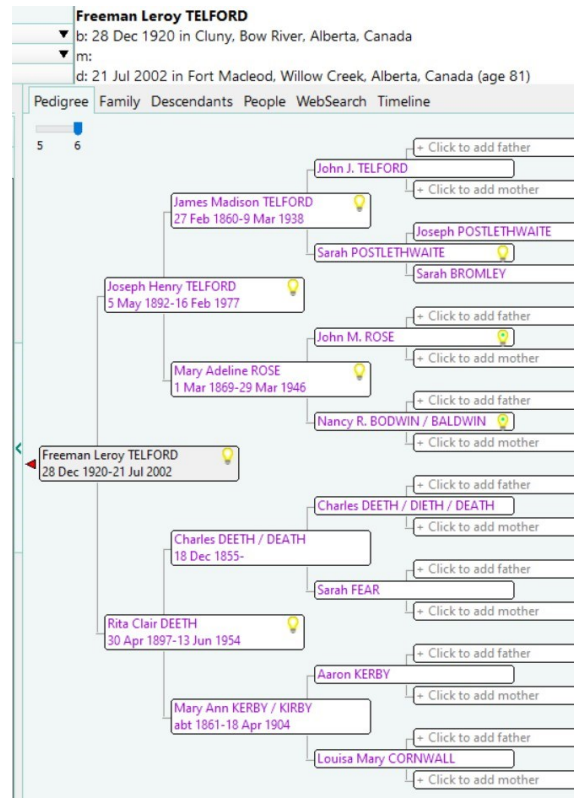 Freeman Leroy TELFORD
b: 28 Dec 1920 in Cluny, Bow River, Alberta, Canada
m:
d: 21 Jul 2002 in Fort Macleod, Willow Creek, Alberta, Canada (age 81)
Pedigree Family Descendants People WebSearch Timeline
5 6
+ Click to add father
John J. TELFORD
+ Click to add mother
James Madison TELFORD
27 Feb 1860-9 Mar 1938
Joseph POSTLETHWAITE
Sarah POSTLETHWAITE
Sarah BROMLEY
Joseph Henry TELFORD
5 May 1892-16 Feb 1977
+ Click to add father
John M. ROSE
+ Click to add mother
Mary Adeline ROSE
1 Mar 1869-29 Mar 1946
+ Click to add father
Nancy R. BODWIN / BALDWIN
+ Click to add mother
Freeman Leroy TELFORD
28 Dec 1920-21 Jul 2002
+ Click to add father
Charles DEETH / DIETH / DEATH
+ Click to add mother
Charles DEETH / DEATH
18 Dec 1855-
+ Click to add father
Sarah FEAR
+ Click to add mother
Rita Clair DEETH
30 Apr 1897-13 Jun 1954
+ Click to add father
Aaron KERBY
+ Click to add mother
Mary Ann KERBY / KIRBY
abt 1861-18 Apr 1904
+ Click to add father
Louisa Mary CORNWALL
+ Click to add mother